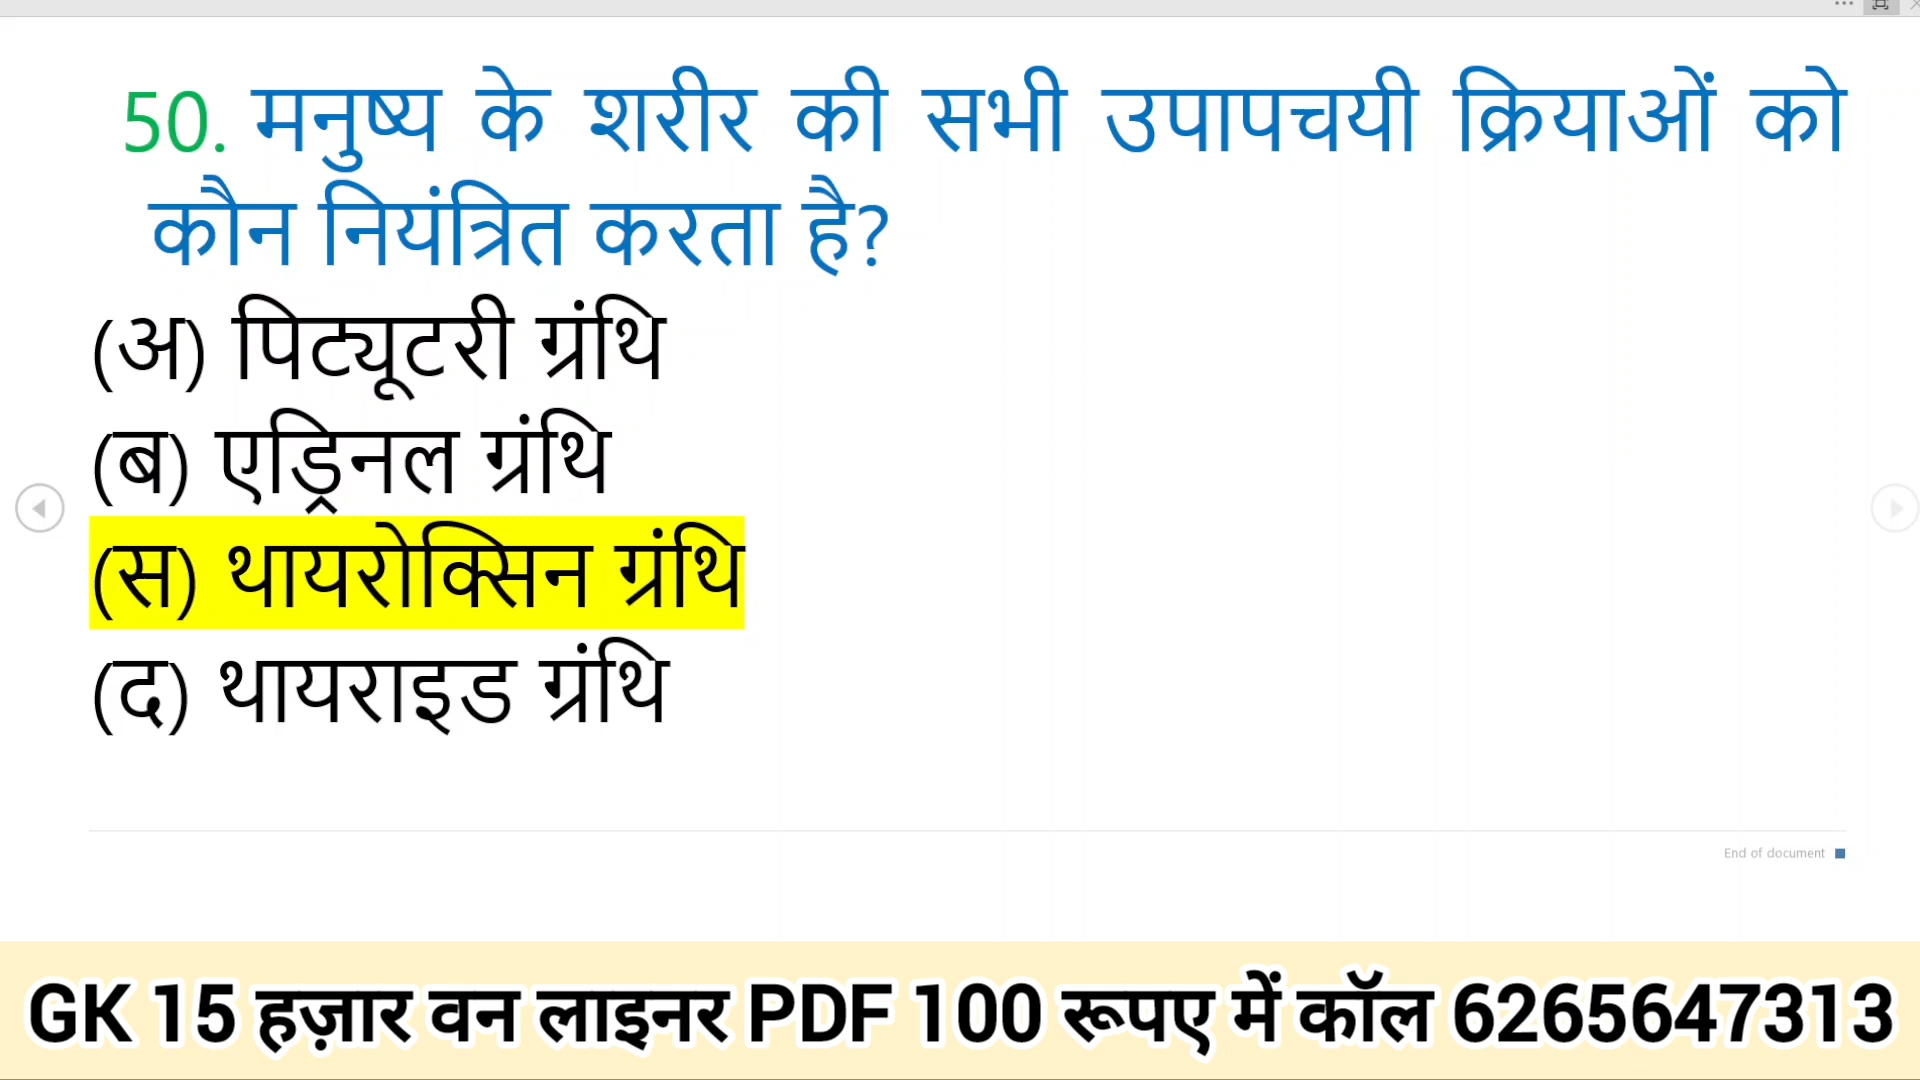 50. मनुष्य के शरीर की सभी उपापचयी क्रियाओं को
कौन नियंत्रित करता है?
(अ) पिट्यूटरी ग्रंथि
(ब) एड्रिनल ग्रंथि
(स) थायरोक्सिन ग्रंथि
(द) थायराइड ग्रंथि
End of document
GK 15 हज़ार वन लाइनर PDF 100 रूपए में कॉल 6265647313